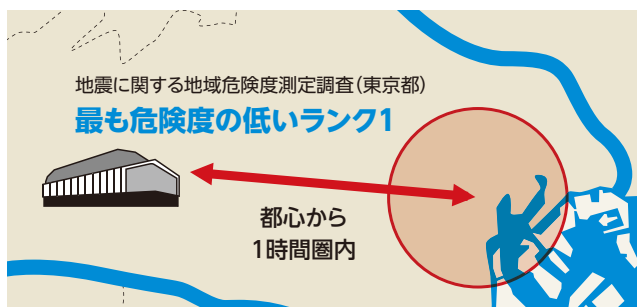 地震に関する地域危険度測定調査(東京都)
最も危険度の低いランク1
都心から
1時間圏内